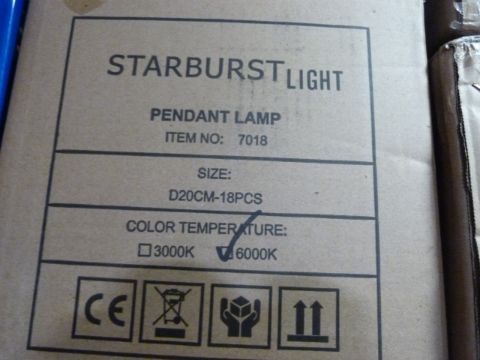 STARBURST LIGHT
PENDANT LAMP
ITEM NO: 7018
SIZE:
D20CM-18PCS
COLOR TEMPERATURE:
☐3000K ☑6000K
CE